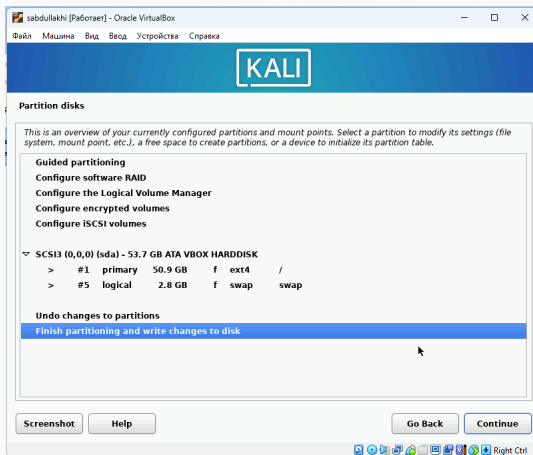 sabdullakhi [Работает] - Oracle VirtualBox
Файл Машина Вид Ввод Устройства Справка
KALI
Partition disks
This is an overview of your currently configured partitions and mount points. Select a partition to modify its settings (file
system, mount point, etc.), a free space to create partitions, or a device to initialize its partition table.
Guided partitioning
Configure software RAID
Configure the Logical Volume Manager
Configure encrypted volumes
Configure iSCSI volumes
SCSI3 (0,0,0) (sda) - 53.7 GB ATA VBOX HARDDISK
> #1 primary 50.9 GB f ext4 /
> #5 logical 2.8 GB f swap swap
Undo changes to partitions
Finish partitioning and write changes to disk
Screenshot Help Go Back Continue
Right Ctrl